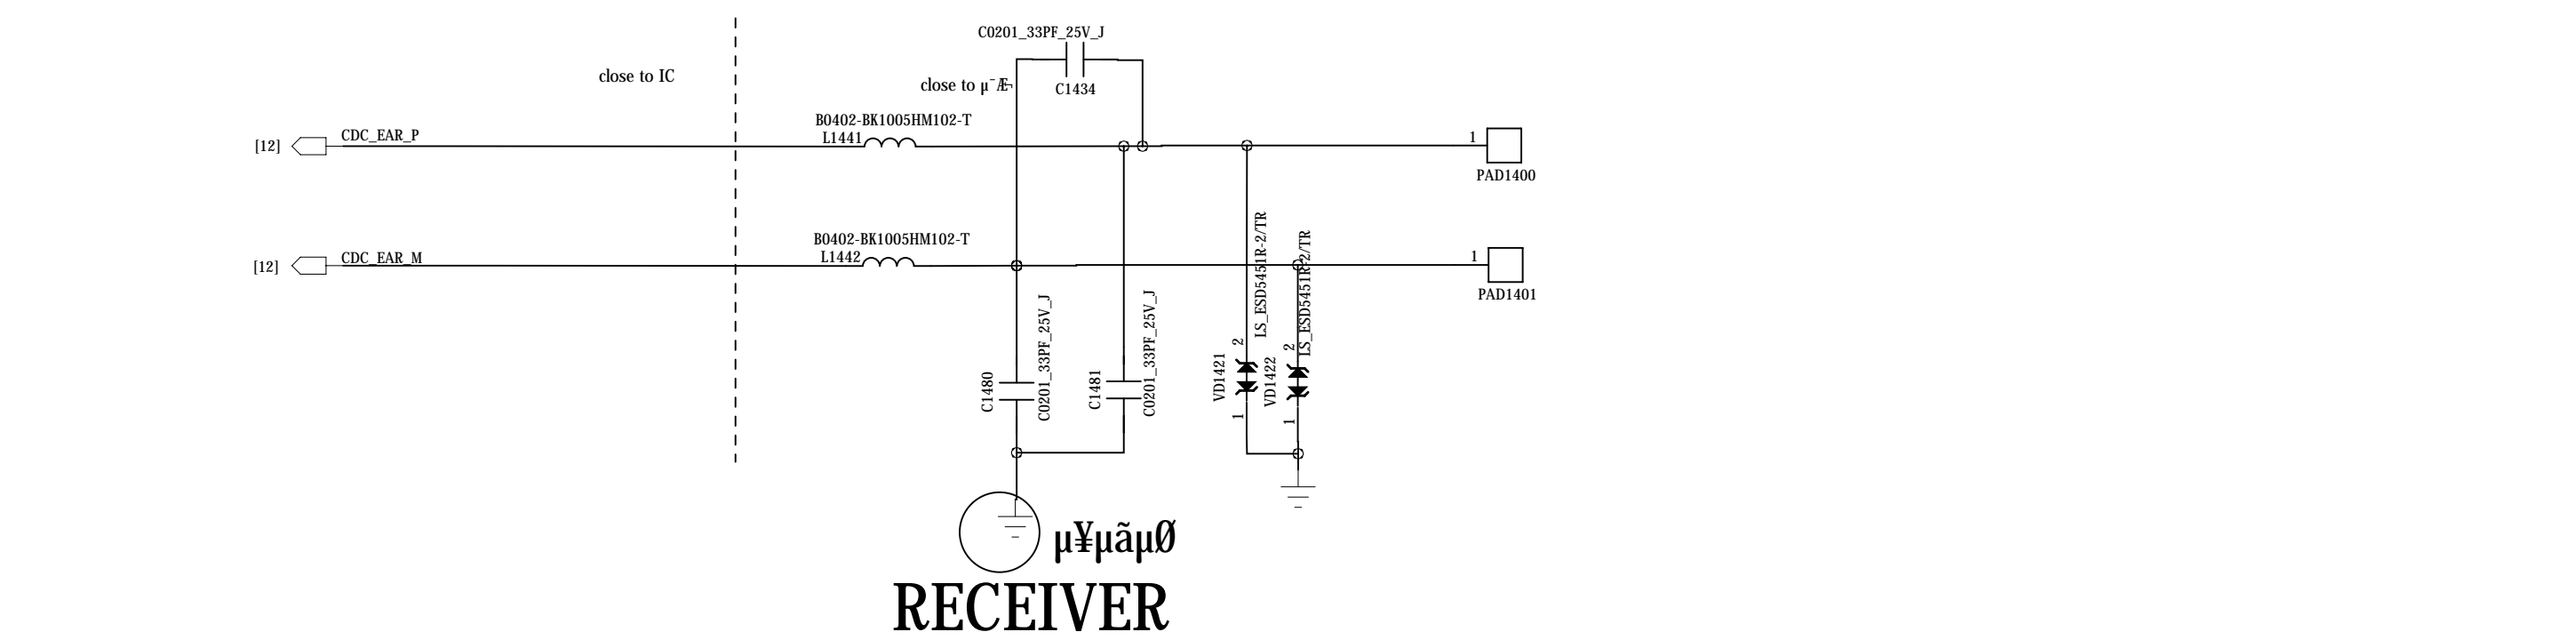 C0201_33PF_25V_J
close to IC
close to µ¯Æ¬
C1434
B0402-BK1005HM102-T
L1441
[12]
CDC_EAR_P
1
PAD1400
B0402-BK1005HM102-T
L1442
[12]
CDC_EAR_M
1
PAD1401
C1480
C0201_33PF_25V_J
C1481
C0201_33PF_25V_J
VD1421
2
1
LS_ESD5451R-2/TR
VD1422
2
1
LS_ESD5451R-2/TR
µ¥µãµØ
RECEIVER